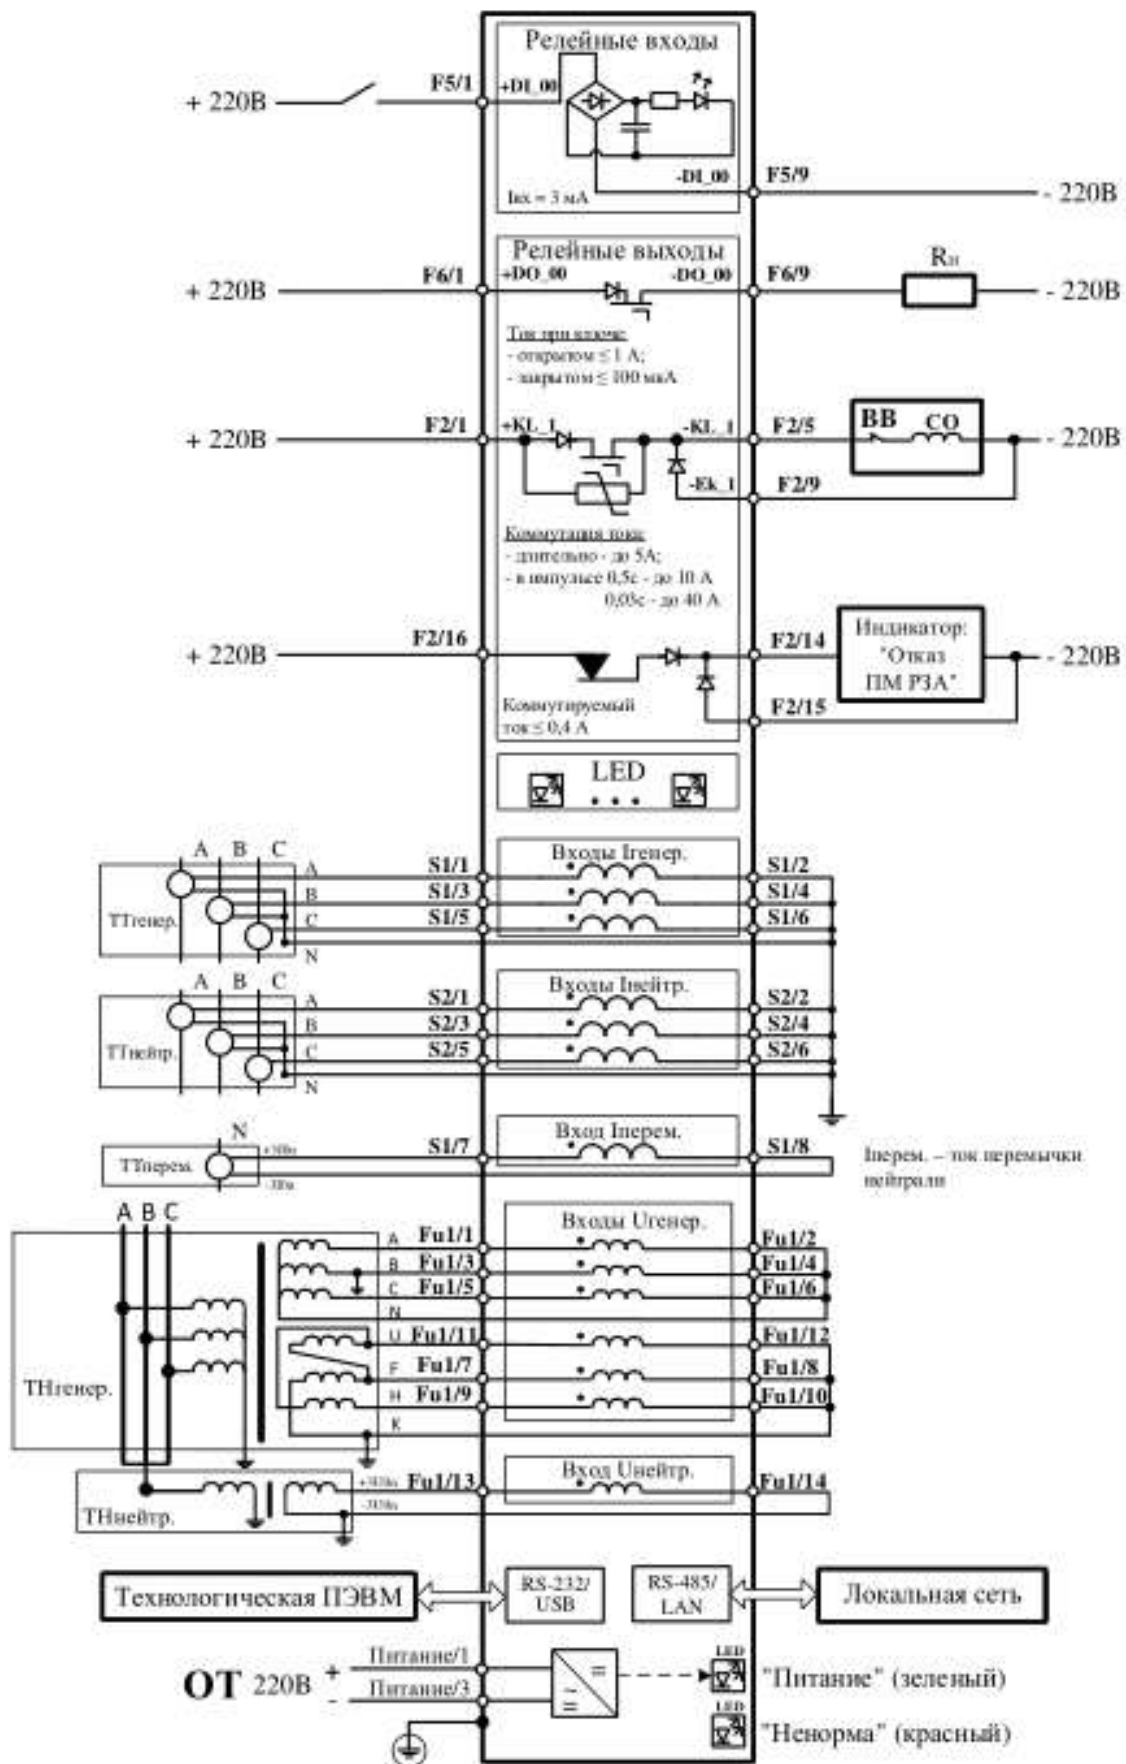 Релейные входы
+ 220В F5/1 +DI_00
-DI_00 F5/9 - 220В
Iвх = 3 мА
Релейные выходы
+ 220В F6/1 +DO_00 -DO_00 F6/9 Rн - 220В
Ток при ключе:
- открытом ≤ 1 А;
- закрытом ≤ 100 мкА
+ 220В F2/1 +KL_1 -KL_1 F2/5 ВВ СО - 220В
-Ek_1 F2/9
Коммутация тока:
- длительно - до 5А;
- в импульсе 0,5с - до 10 А
0,03с - до 40 А
+ 220В F2/16 F2/14 - 220В
Индикатор:
"Отказ
ПМ РЗА"
F2/15
Коммутируемый
ток ≤ 0,4 А
LED
A B C
Входы Iгенер.
ТТгенер.
A S1/1 S1/2
B S1/3 S1/4
C S1/5 S1/6
N
A B C
Входы Iнейтр.
ТТнейтр.
A S2/1 S2/2
B S2/3 S2/4
C S2/5 S2/6
N
N
Вход Iперем.
ТТперем.
S1/7 S1/8
Iперем. – ток перемычки
нейтрали
A B C
Входы Uгенер.
A Fu1/1 Fu1/2
B Fu1/3 Fu1/4
C Fu1/5 Fu1/6
N
U Fu1/11 Fu1/12
F Fu1/7 Fu1/8
H Fu1/9 Fu1/10
K
ТНгенер.
Вход Uнейтр.
Fu1/13 Fu1/14
ТНнейтр.
Технологическая ПЭВМ
RS-232/
USB
RS-485/
LAN
Локальная сеть
ОТ 220В + -
Питание/1
Питание/3
=
~
=
LED
"Питание" (зеленый)
LED
"Ненорма" (красный)